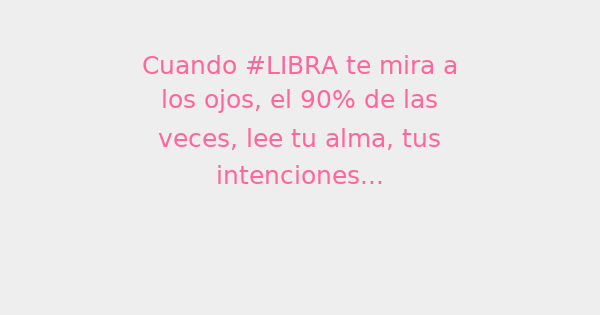 Cuando #LIBRA te mira a
los ojos, el 90% de las
veces, lee tu alma, tus
intenciones...